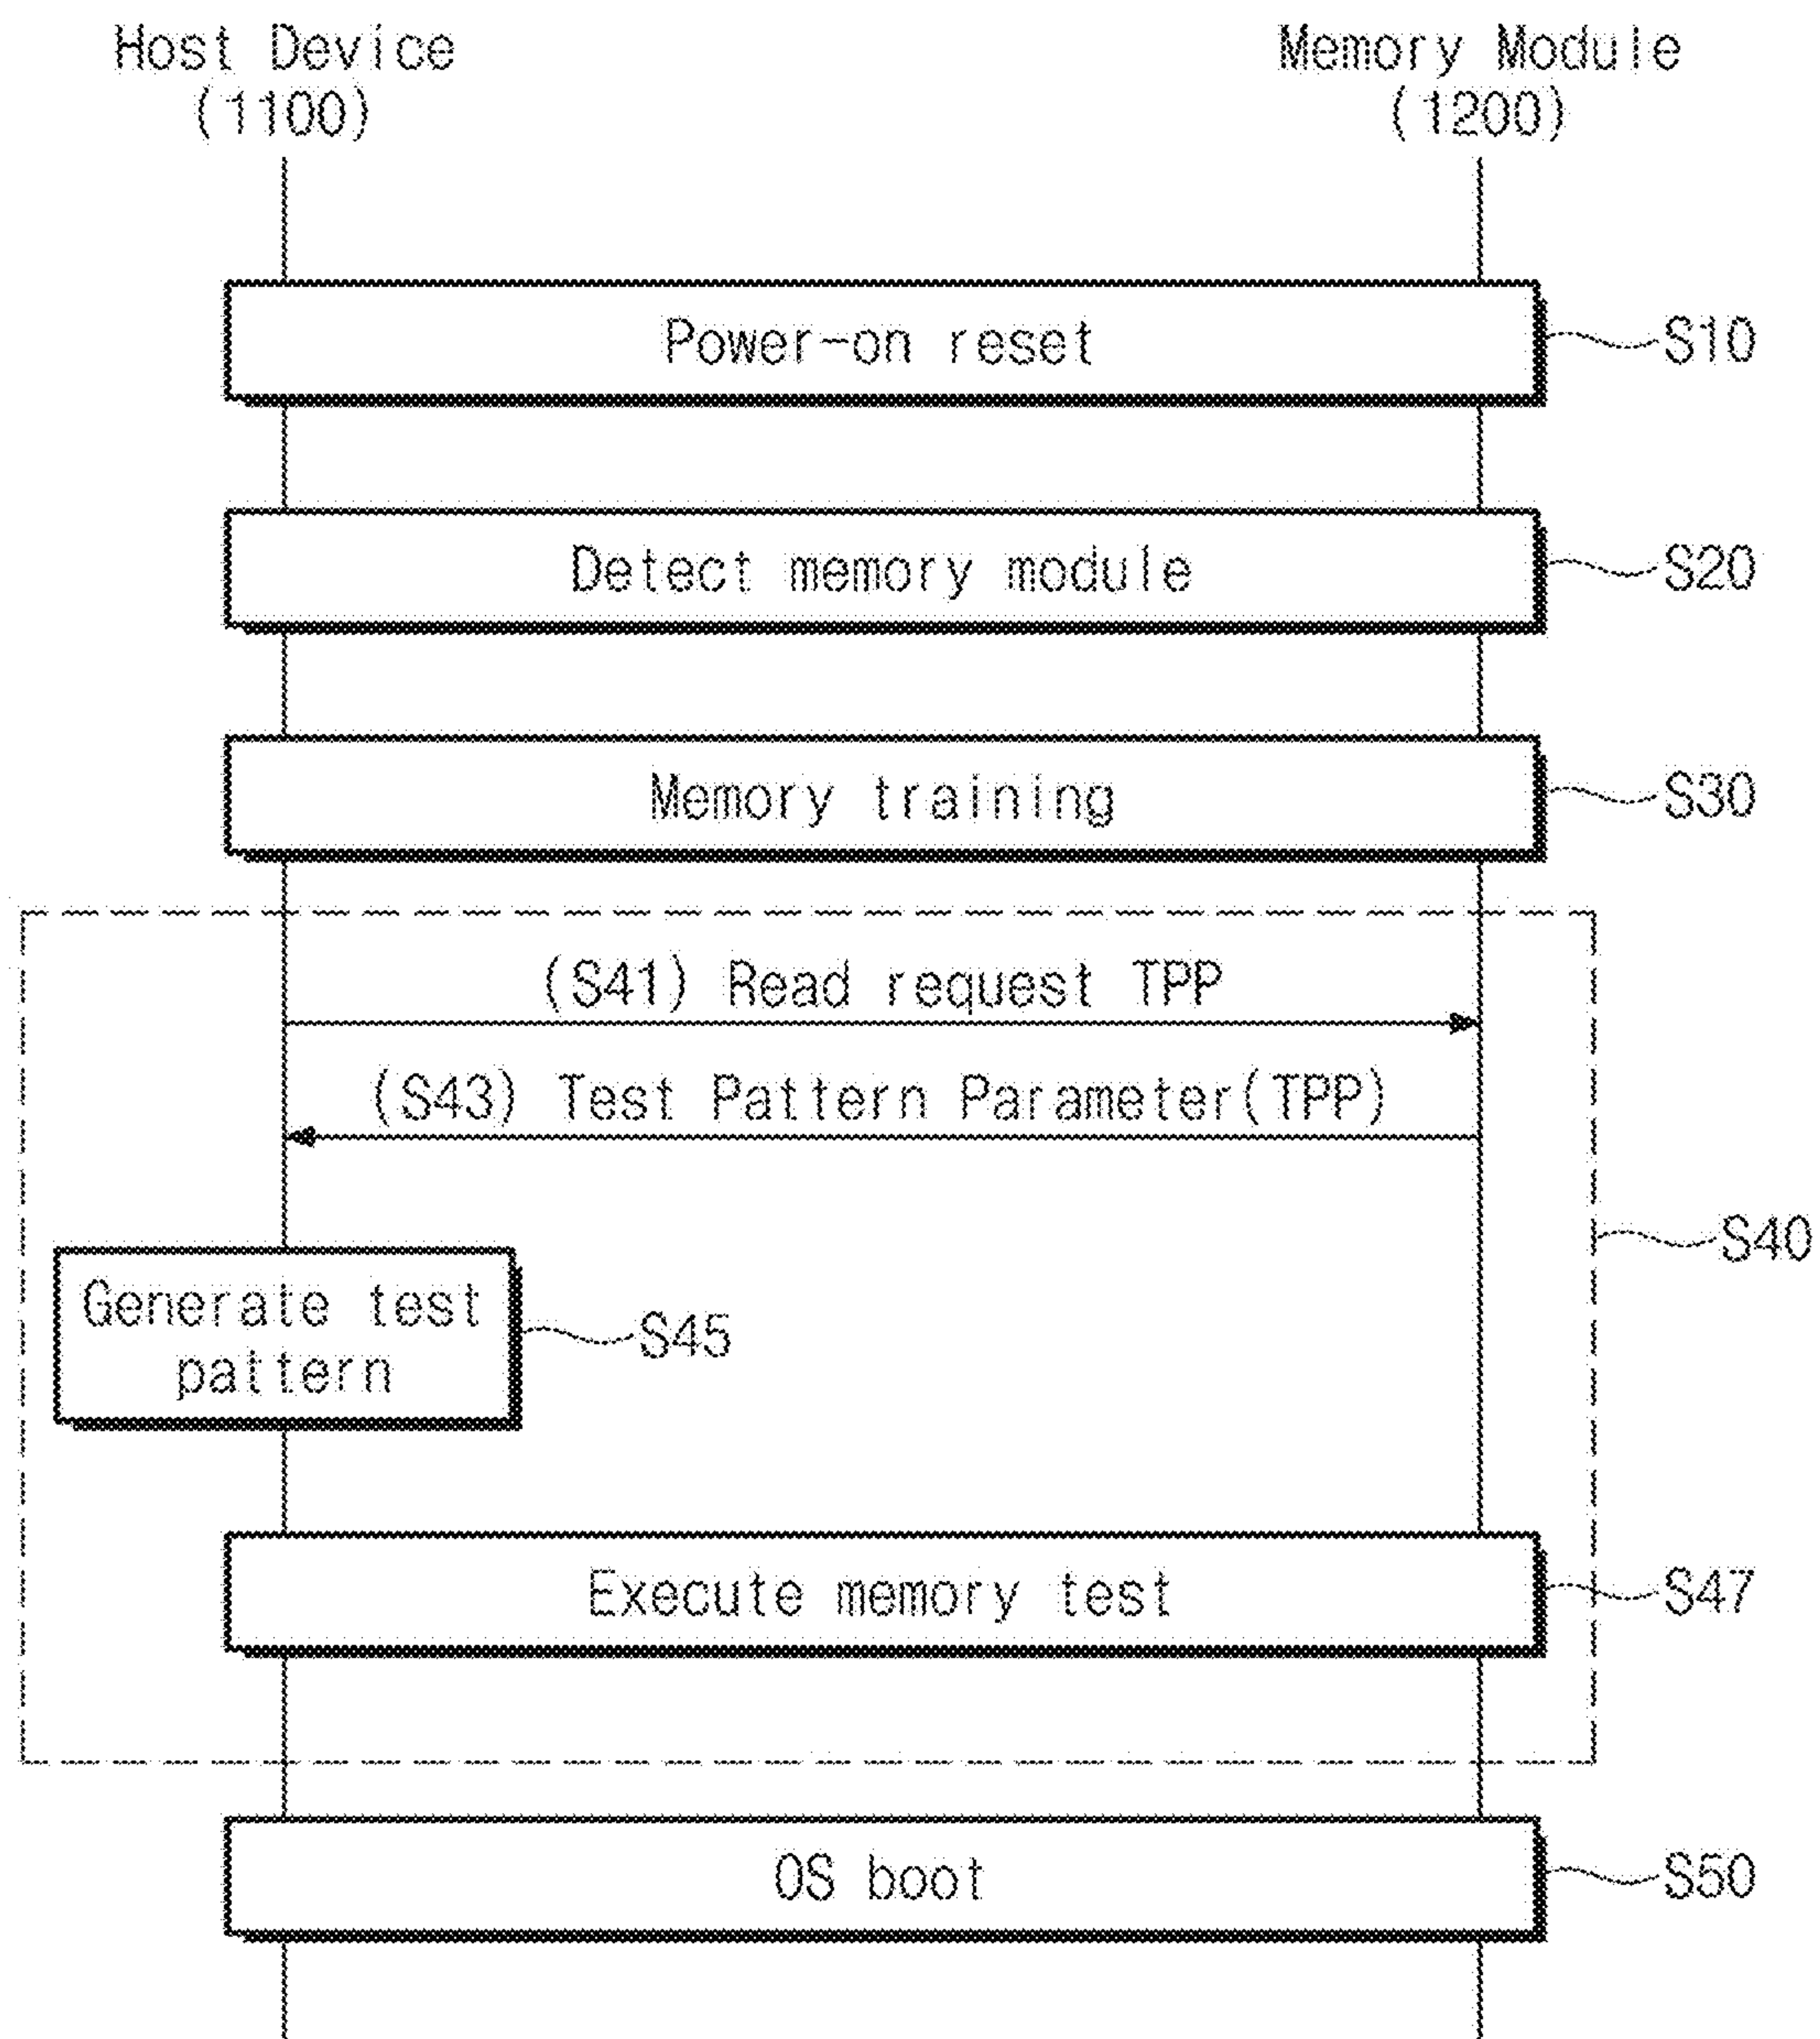 Host Device
(1100)
Memory Module
(1200)
Power-on reset
S10
Detect memory module
S20
Memory training
S30
(S41) Read request TPP
(S43) Test Pattern Parameter(TPP)
S40
Generate test
pattern
S45
Execute memory test
S47
OS boot
S50